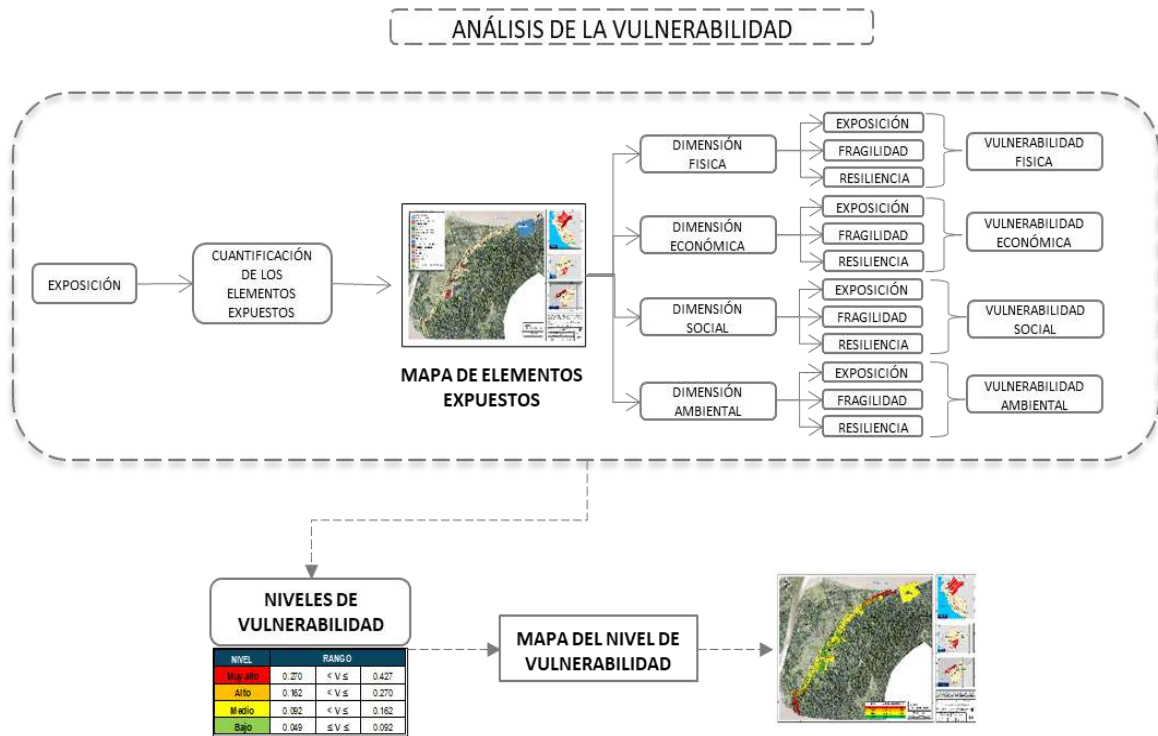 ANÁLISIS DE LA VULNERABILIDAD
EXPOSICIÓN
CUANTIFICACIÓN
DE LOS
ELEMENTOS
EXPUESTOS
MAPA DE ELEMENTOS
EXPUESTOS
DIMENSIÓN
FISICA
EXPOSICIÓN
FRAGILIDAD
RESILIENCIA
VULNERABILIDAD
FISICA
DIMENSIÓN
ECONÓMICA
EXPOSICIÓN
FRAGILIDAD
RESILIENCIA
VULNERABILIDAD
ECONÓMICA
DIMENSIÓN
SOCIAL
EXPOSICIÓN
FRAGILIDAD
RESILIENCIA
VULNERABILIDAD
SOCIAL
DIMENSIÓN
AMBIENTAL
EXPOSICIÓN
FRAGILIDAD
RESILIENCIA
VULNERABILIDAD
AMBIENTAL
NIVELES DE
VULNERABILIDAD
NIVEL RANGO
Muy alto 0.270 < V ≤ 0.427
Alto 0.162 < V ≤ 0.270
Medio 0.092 < V ≤ 0.162
Bajo 0.049 ≤ V ≤ 0.092
MAPA DEL NIVEL DE
VULNERABILIDAD